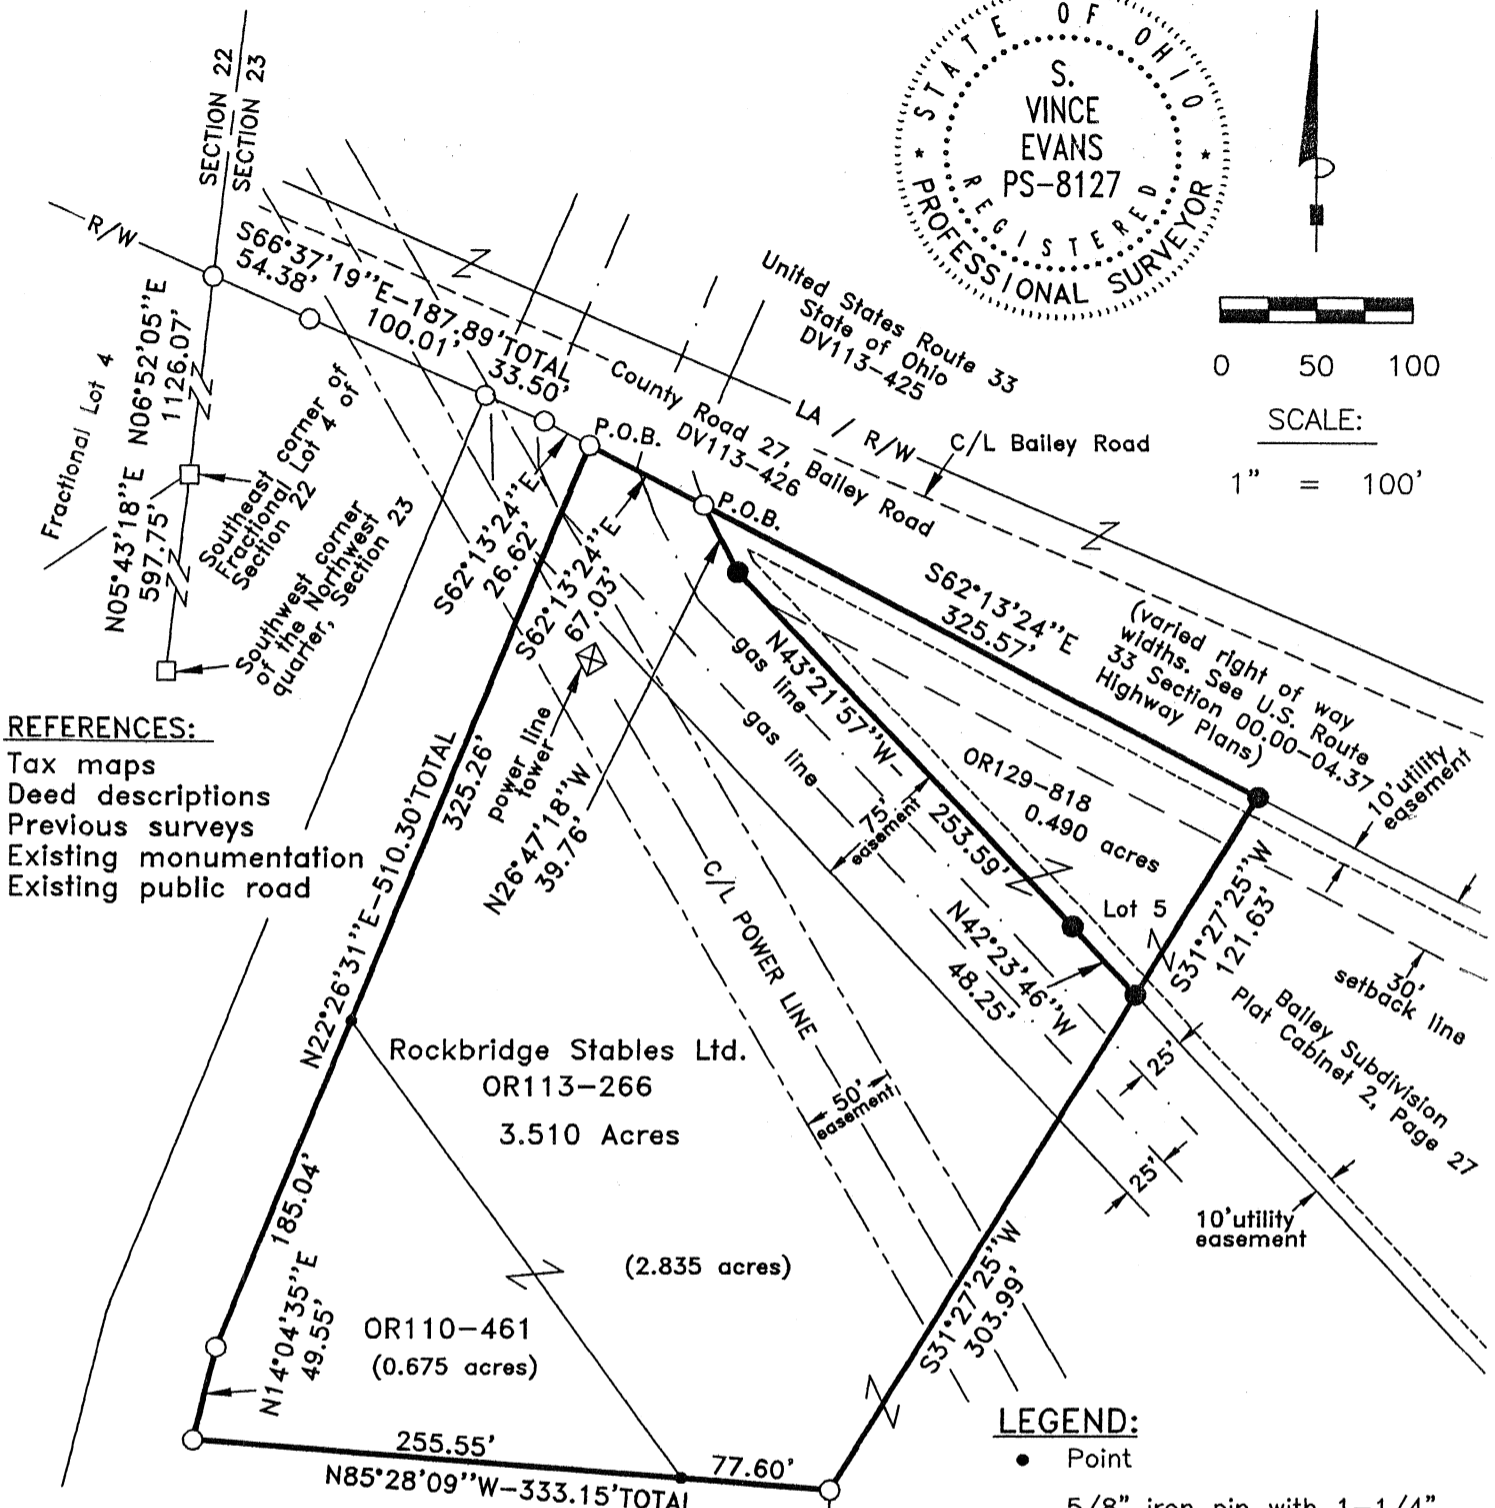 SECTION 22
SECTION 23
STATE OF OHIO
S.
VINCE
EVANS
PS-8127
REGISTERED
* PROFESSIONAL SURVEYOR *
R/W
S66°37'19"E-187.89'TOTAL
54.38'
100.01'
33.50'
United States Route 33
State of Ohio
DV113-425
0 50 100
SCALE:
1" = 100'
Fractional Lot 4
N06°52'05"E
1126.07'
N05°43'18"E
597.75'
Southeast corner of
Fractional Lot 4 of
Section 22
Southwest corner
of the Northwest
quarter, Section 23
P.O.B.
County Road 27, Bailey Road
DV113-426
LA / R/W
C/L Bailey Road
P.O.B.
S62°13'24"E
26.62'
S62°13'24"E
67.03'
S62°13'24"E
325.57'
(varied right of way
widths. See U.S. Route
33 Section 00.00-04.37
Highway Plans)
10'utility
easement
REFERENCES:
Tax maps
Deed descriptions
Previous surveys
Existing monumentation
Existing public road
N22°26'31"E-510.30'TOTAL
325.26'
power line
tower
N26°47'18"W
39.76'
gas line
gas line
N43°21'57"W-
253.59'
75'
easement
OR129-818
0.490 acres
Lot 5
N42°23'46"W
48.25'
S31°27'25"W
121.63'
30'
setback line
Bailey Subdivision
Plat Cabinet 2, Page 27
C/L POWER LINE
50'
easement
25'
25'
10'utility
easement
Rockbridge Stables Ltd.
OR113-266
3.510 Acres
185.04'
(2.835 acres)
N14°04'35"E
49.55'
OR110-461
(0.675 acres)
S31°27'25"W
303.99'
255.55'
77.60'
N85°28'09"W-333.15'TOTAL
LEGEND:
Point
5/8" iron pin with 1-1/4"